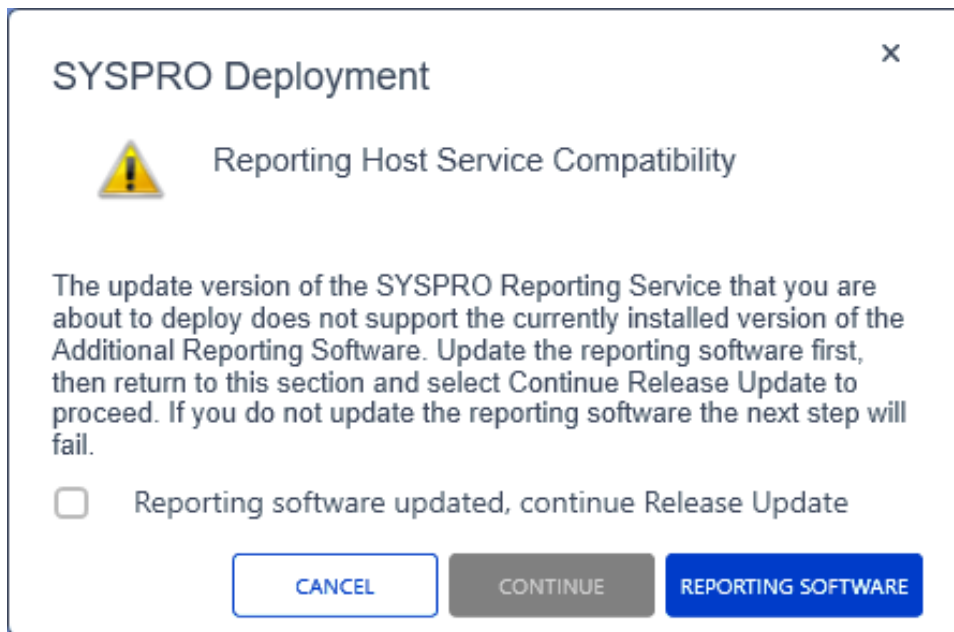 SYSPRO Deployment
Reporting Host Service Compatibility
The update version of the SYSPRO Reporting Service that you are
about to deploy does not support the currently installed version of the
Additional Reporting Software. Update the reporting software first,
then return to this section and select Continue Release Update to
proceed. If you do not update the reporting software the next step will
fail.
Reporting software updated, continue Release Update
CANCEL
CONTINUE
REPORTING SOFTWARE